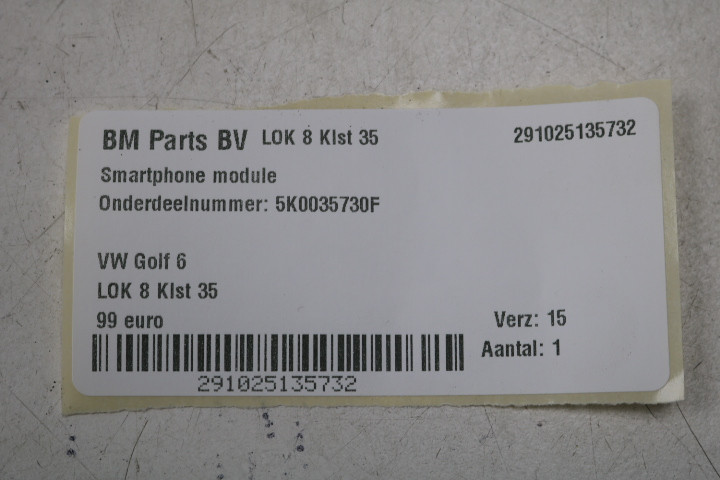 BM Parts BV LOK 8 Klst 35 291025135732
Smartphone module
Onderdeelnummer: 5K0035730F
VW Golf 6
LOK 8 Klst 35
99 euro Verz: 15
Aantal: 1
291025135732